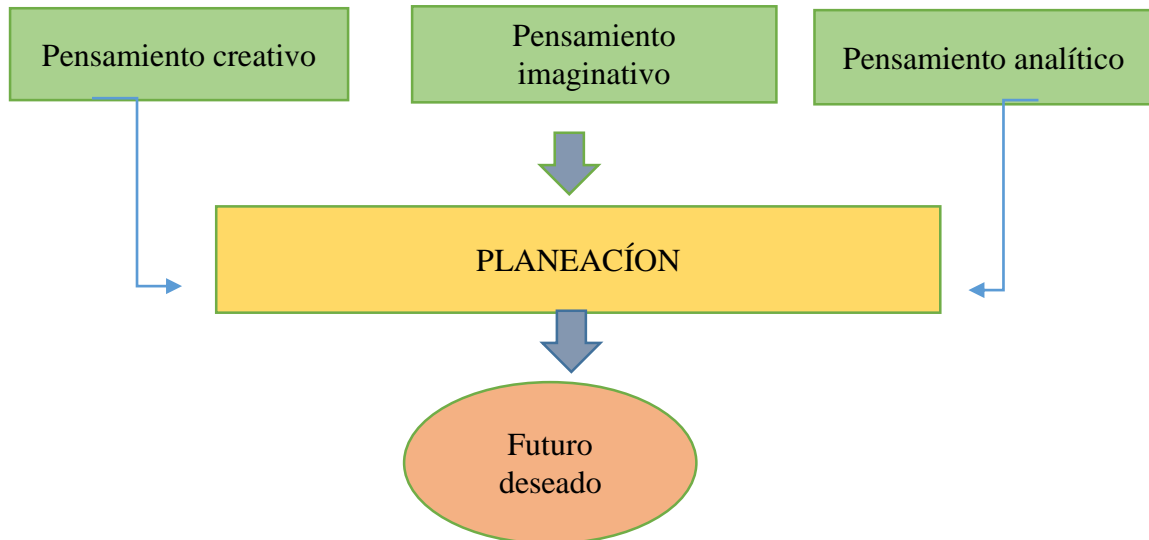 Pensamiento creativo
Pensamiento
imaginativo
Pensamiento analítico
PLANEACÍON
Futuro
deseado